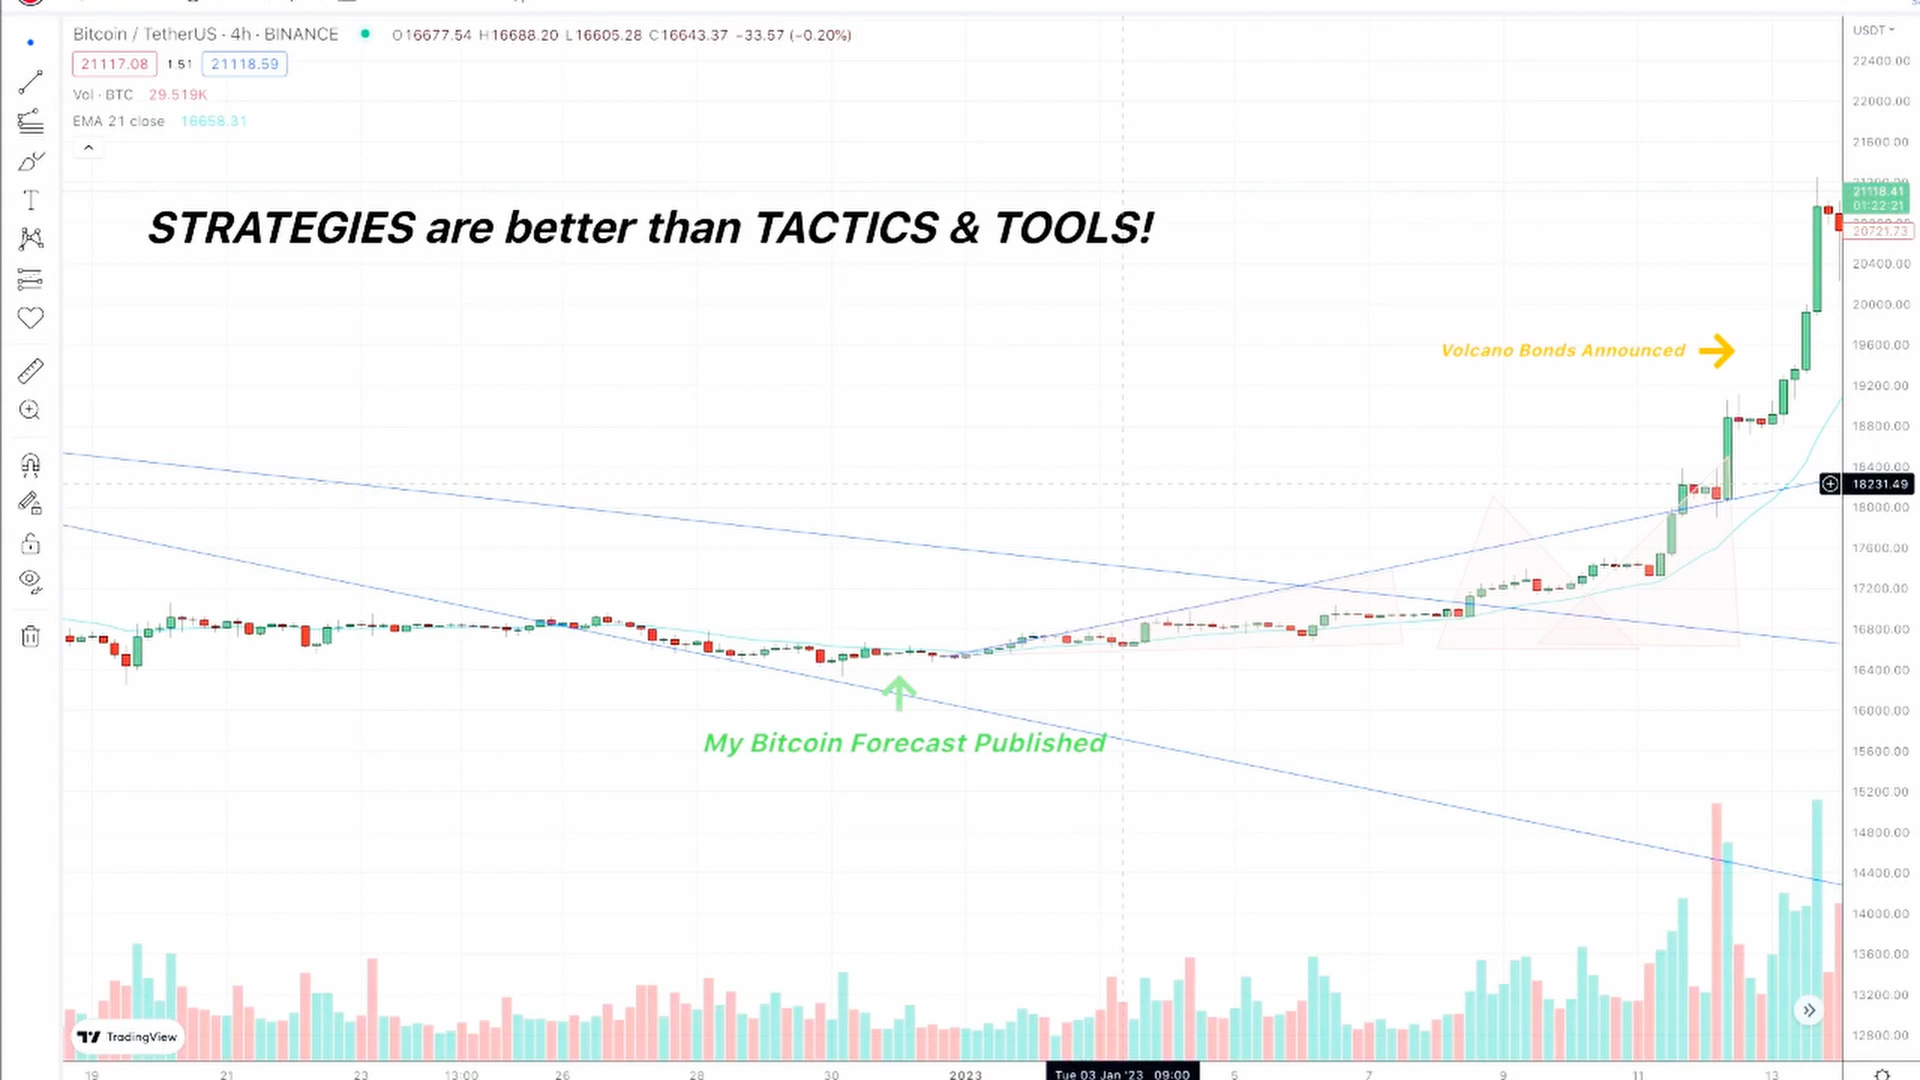 Bitcoin / TetherUS · 4h · BINANCE O16677.54 H16688.20 L16605.28 C16643.37 −33.57 (−0.20%)
USDT
21117.08 1.51 21118.59
Vol · BTC 29.519K
EMA 21 close 16658.31
STRATEGIES are better than TACTICS & TOOLS!
Volcano Bonds Announced
My Bitcoin Forecast Published
22400.00
22000.00
21600.00
21118.41
01:22:21
20721.73
20400.00
20000.00
19600.00
19200.00
18800.00
18400.00
18231.49
18000.00
17600.00
17200.00
16800.00
16400.00
16000.00
15600.00
15200.00
14800.00
14400.00
14000.00
13600.00
13200.00
12800.00
TradingView
19 21 23 13:00 26 28 30 2023 Tue 03 Jan '23 09:00 5 7 9 11 13